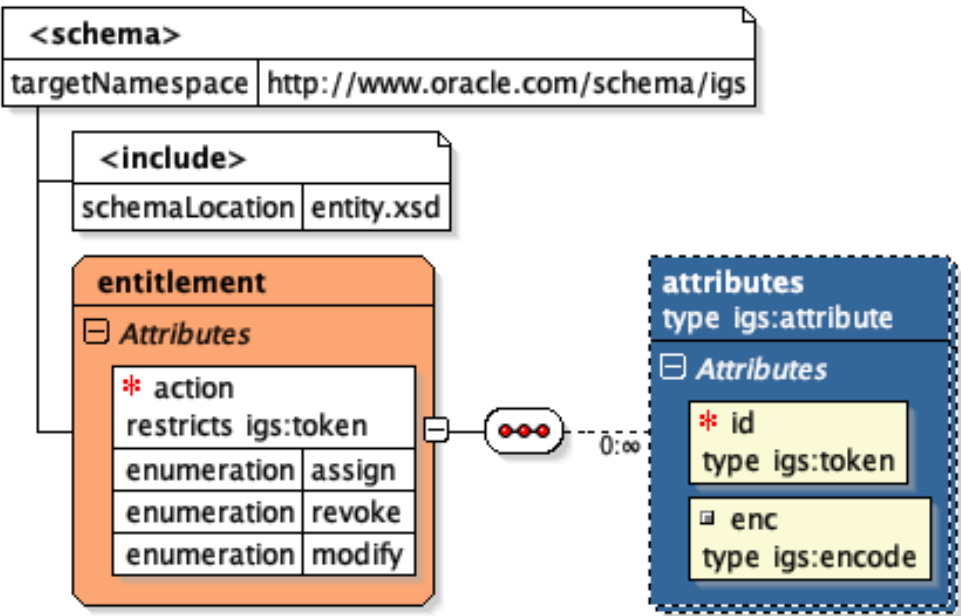 <schema>
targetNamespace http://www.oracle.com/schema/igs
<include>
schemaLocation entity.xsd
entitlement
Attributes
* action
restricts igs:token
enumeration assign
enumeration revoke
enumeration modify
0:∞
attributes
type igs:attribute
Attributes
* id
type igs:token
enc
type igs:encode